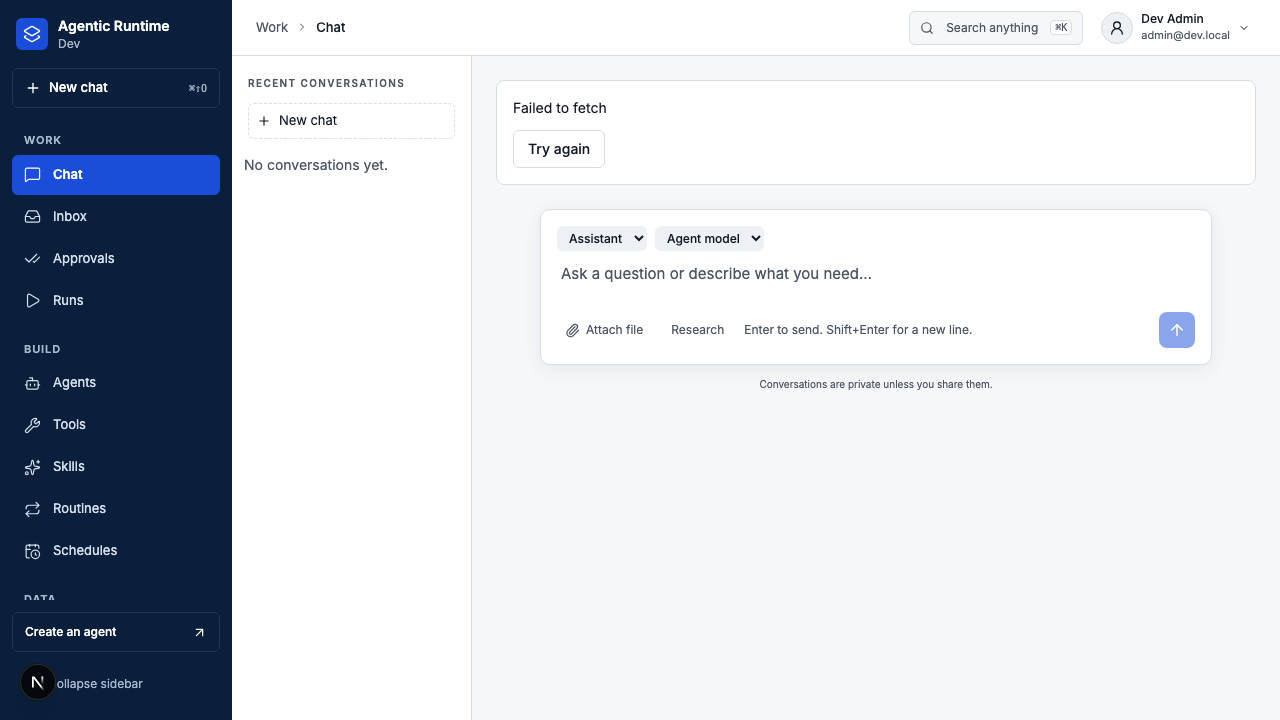 Agentic Runtime
Dev
New chat ⌘⇧O
WORK
Chat
Inbox
Approvals
Runs
BUILD
Agents
Tools
Skills
Routines
Schedules
DATA
Create an agent
N ollapse sidebar
Work > Chat
Search anything ⌘K
Dev Admin
admin@dev.local
RECENT CONVERSATIONS
New chat
No conversations yet.
Failed to fetch
Try again
Assistant Agent model
Ask a question or describe what you need...
Attach file Research Enter to send. Shift+Enter for a new line.
Conversations are private unless you share them.